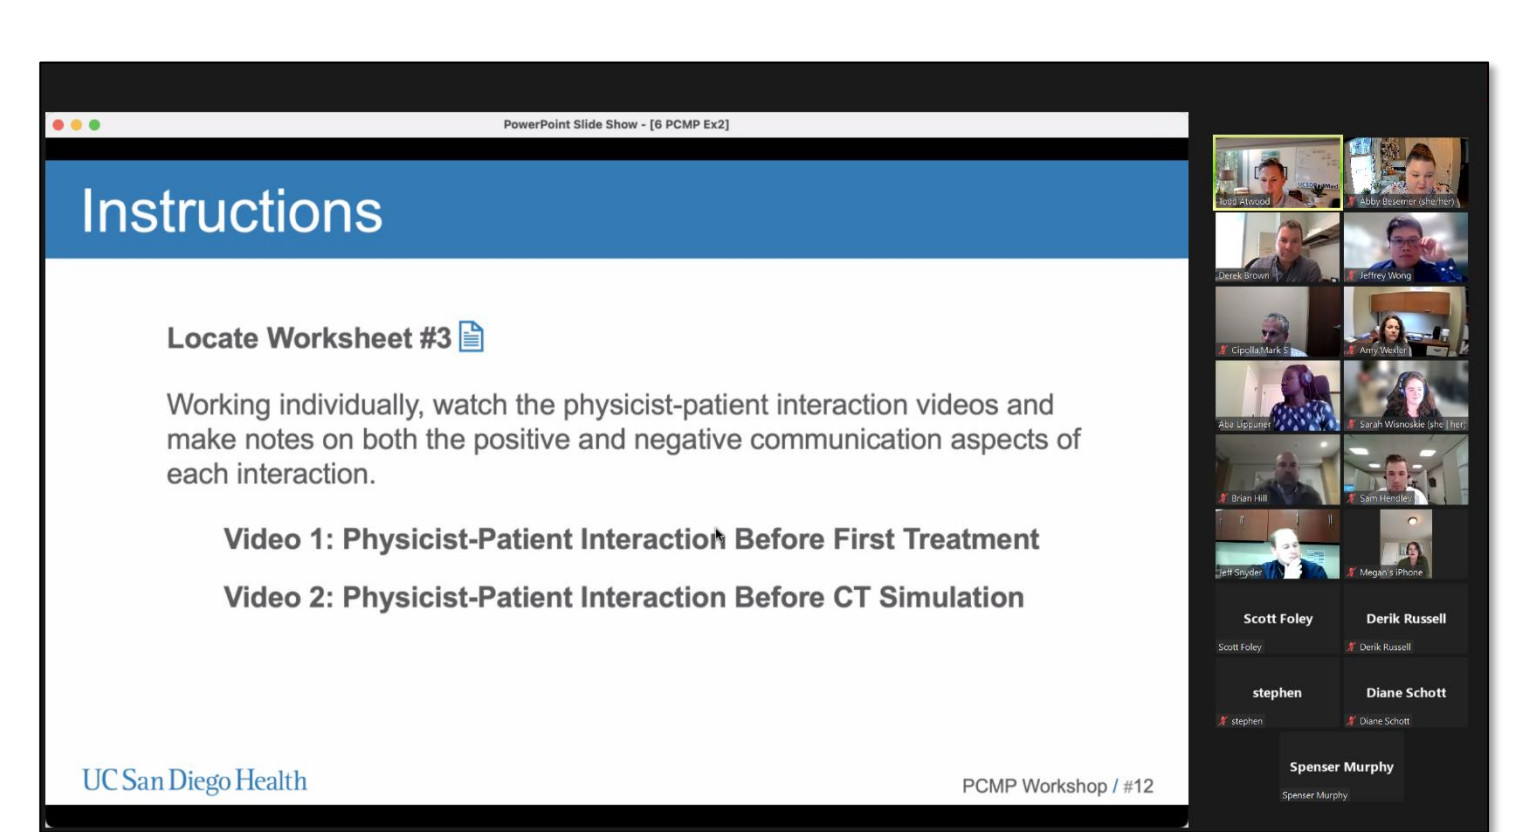 PowerPoint Slide Show - [6 PCMP Ex2]
Instructions
Locate Worksheet #3
Working individually, watch the physicist-patient interaction videos and
make notes on both the positive and negative communication aspects of
each interaction.
Video 1: Physicist-Patient Interaction Before First Treatment
Video 2: Physicist-Patient Interaction Before CT Simulation
UC San Diego Health
PCMP Workshop / #12
Todd Atwood
Abby Besemer (she/her)
Derek Brown
Jeffrey Wong
Cipolla,Mark S
Amy Wexler
Aba Lippuner
Sarah Wisnoskie (she | her)
Brian Hill
Sam Hendley
Jeff Snyder
Megan's iPhone
Scott Foley
Scott Foley
Derik Russell
Derik Russell
stephen
stephen
Diane Schott
Diane Schott
Spenser Murphy
Spenser Murphy